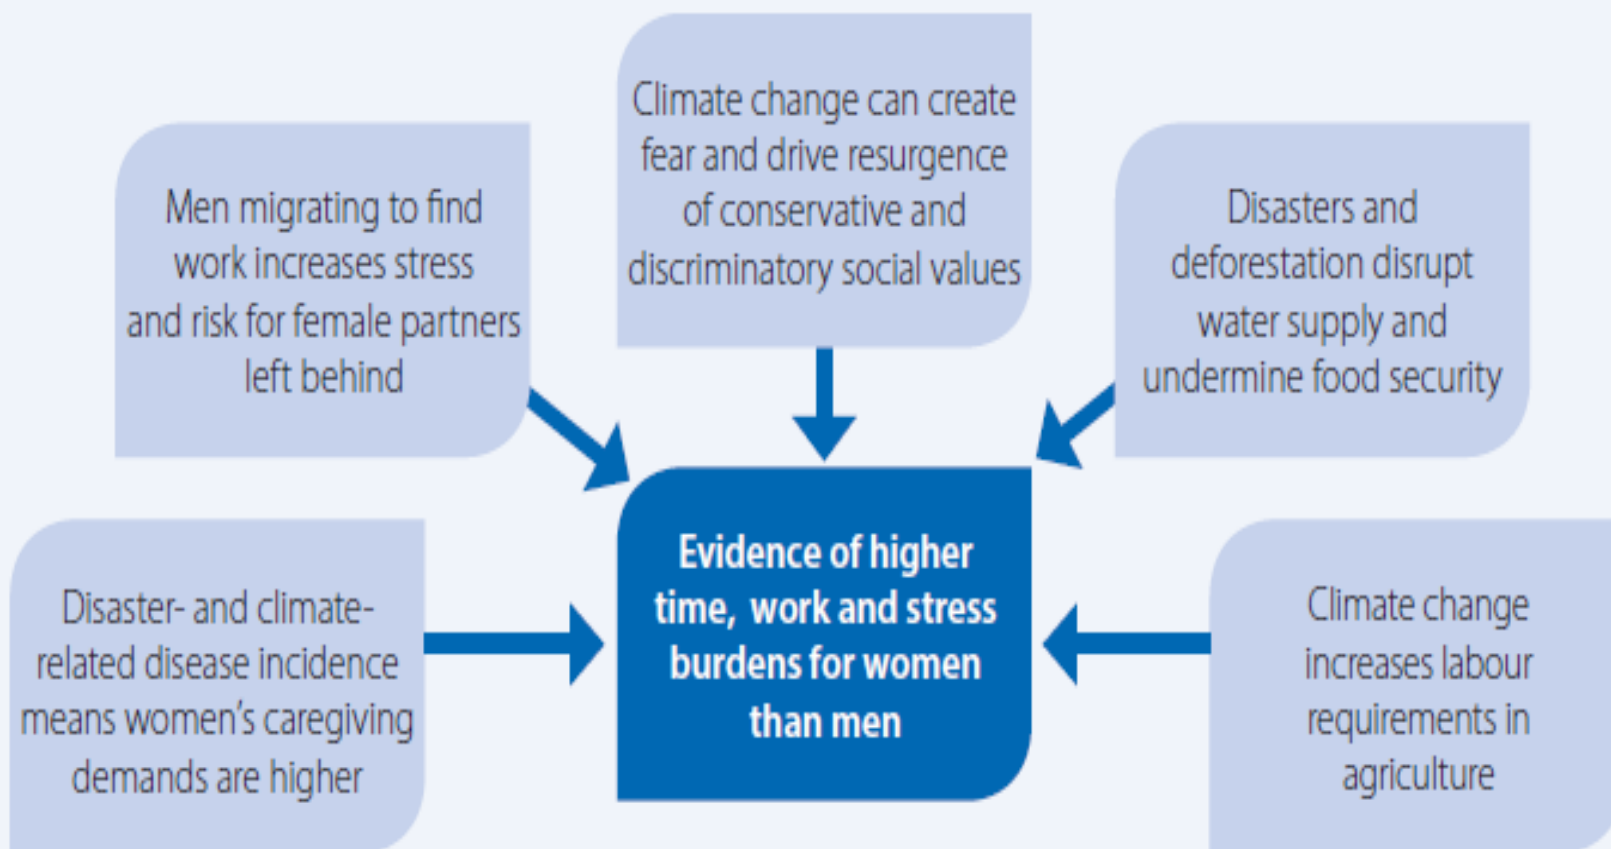 Climate change can create
fear and drive resurgence
of conservative and
discriminatory social values
Men migrating to find
work increases stress
and risk for female partners
left behind
Disasters and
deforestation disrupt
water supply and
undermine food security
Evidence of higher
time, work and stress
burdens for women
than men
Disaster- and climate-
related disease incidence
means women's caregiving
demands are higher
Climate change
increases labour
requirements in
agriculture